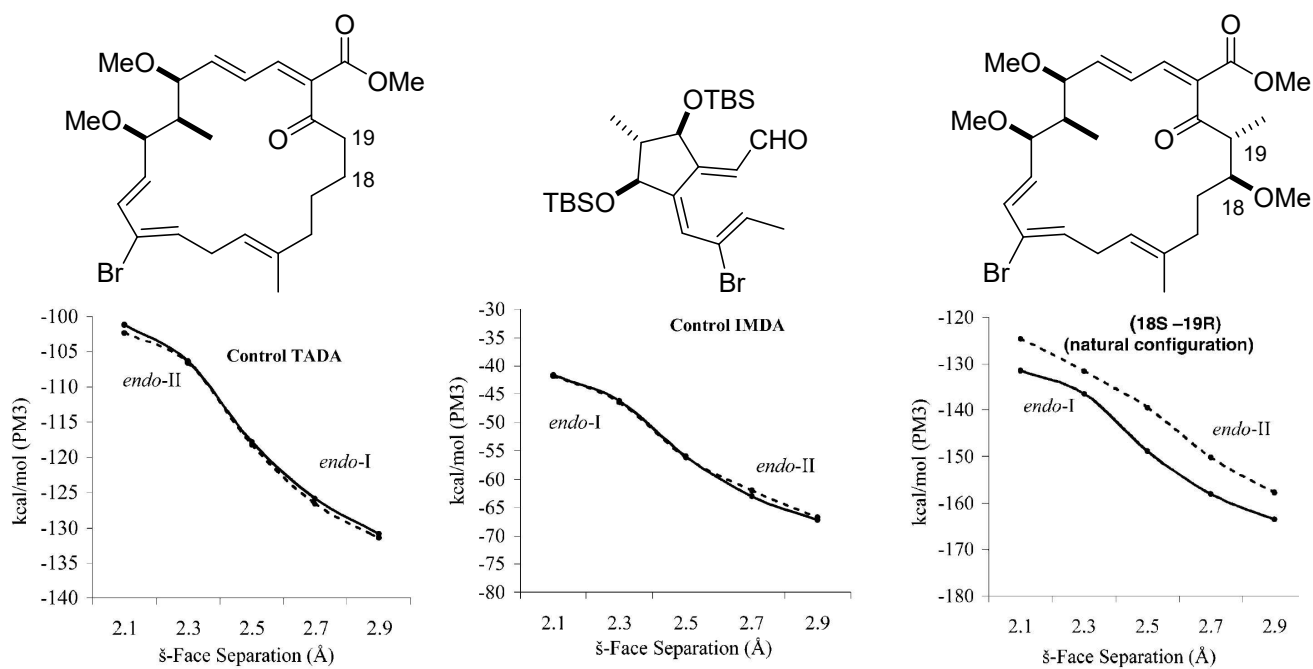 MeO
MeO
O
OMe
O
19
18
Br
OTBS
CHO
TBSO
Br
MeO
MeO
O
OMe
O
19
18
OMe
Br
-100
-105
-110
-115
-120
-125
-130
-135
-140
kcal/mol (PM3)
Control TADA
endo-II
endo-I
2.1 2.3 2.5 2.7 2.9
š-Face Separation (Å)
-30
-35
-40
-45
-50
-55
-60
-65
-70
-75
-80
kcal/mol (PM3)
Control IMDA
endo-I
endo-II
2.1 2.3 2.5 2.7 2.9
š-Face Separation (Å)
-120
-130
-140
-150
-160
-170
-180
kcal/mol (PM3)
(18S –19R)
(natural configuration)
endo-I
endo-II
2.1 2.3 2.5 2.7 2.9
š-Face Separation (Å)